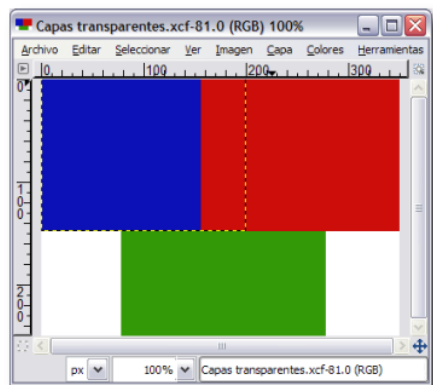 Capas transparentes.xcf-81.0 (RGB) 100%
Archivo Editar Seleccionar Ver Imagen Capa Colores Herramientas
0 100 200 300
0
100
200
px 100% Capas transparentes.xcf-81.0 (RGB)